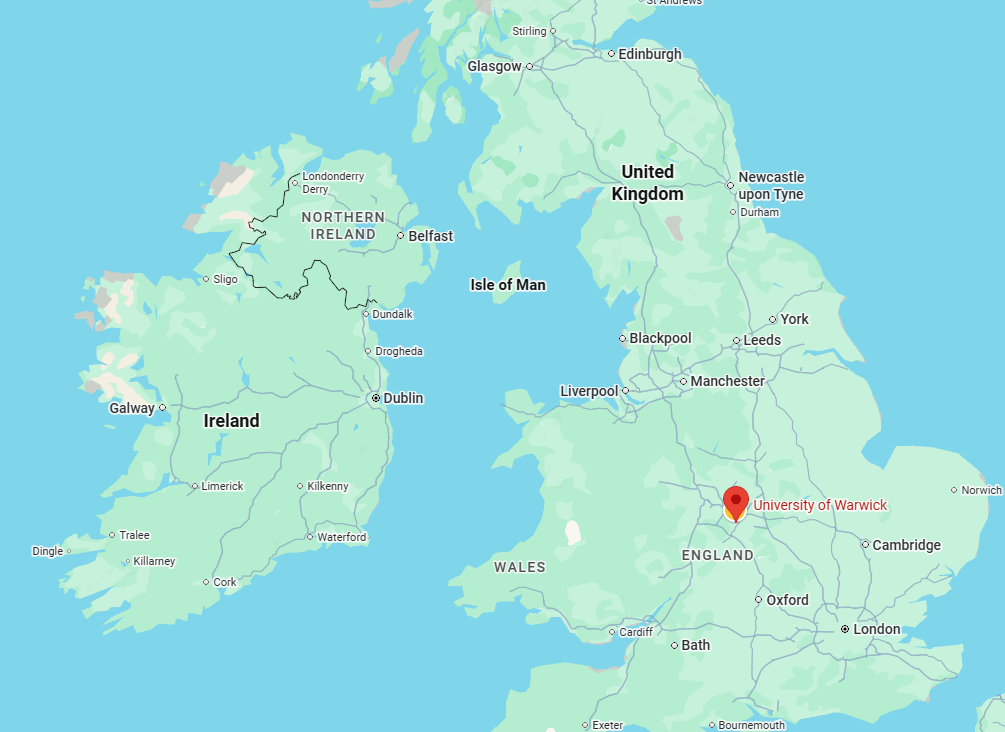 St Andrews
Stirling
Edinburgh
Glasgow
United
Kingdom
Londonderry
Derry
Newcastle
upon Tyne
Durham
NORTHERN
IRELAND
Belfast
Sligo
Isle of Man
Dundalk
York
Blackpool
Leeds
Drogheda
Manchester
Liverpool
Dublin
Galway
Ireland
Limerick
Kilkenny
Norwich
University of Warwick
Tralee
Waterford
Dingle
Killarney
Cambridge
ENGLAND
WALES
Cork
Oxford
London
Cardiff
Bath
Exeter
Bournemouth